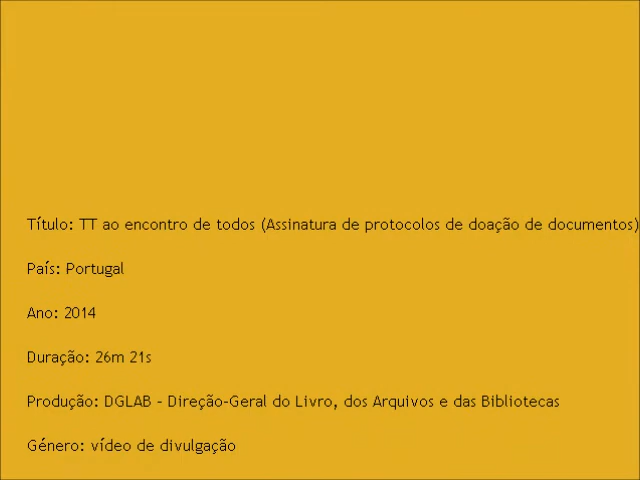 Título: TT ao encontro de todos (Assinatura de protocolos de doação de documentos)
País: Portugal
Ano: 2014
Duração: 26m 21s
Produção: DGLAB - Direção-Geral do Livro, dos Arquivos e das Bibliotecas
Género: vídeo de divulgação